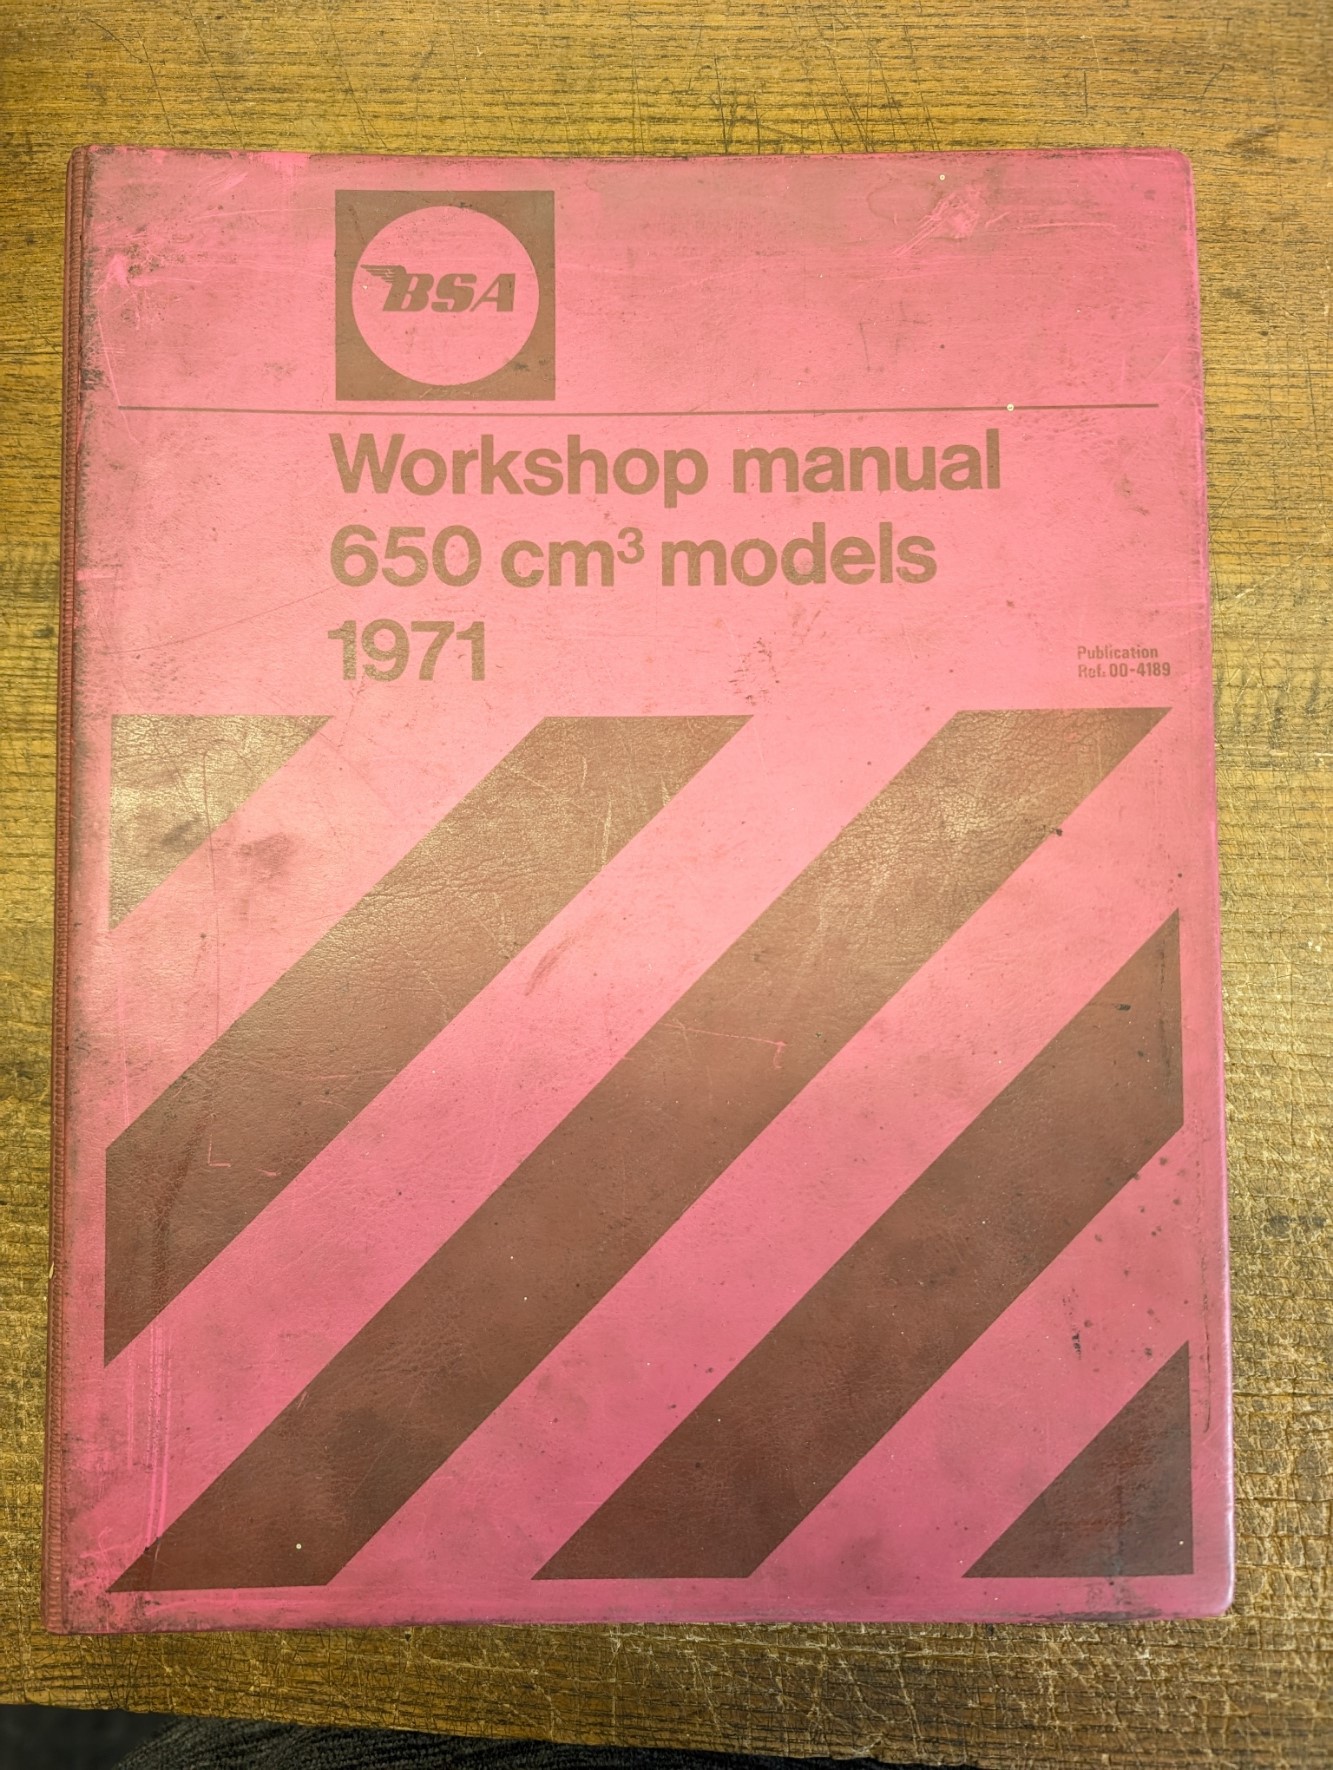 BSA
Workshop manual
650 cm³ models
1971
Publication
Ref. 00-4189